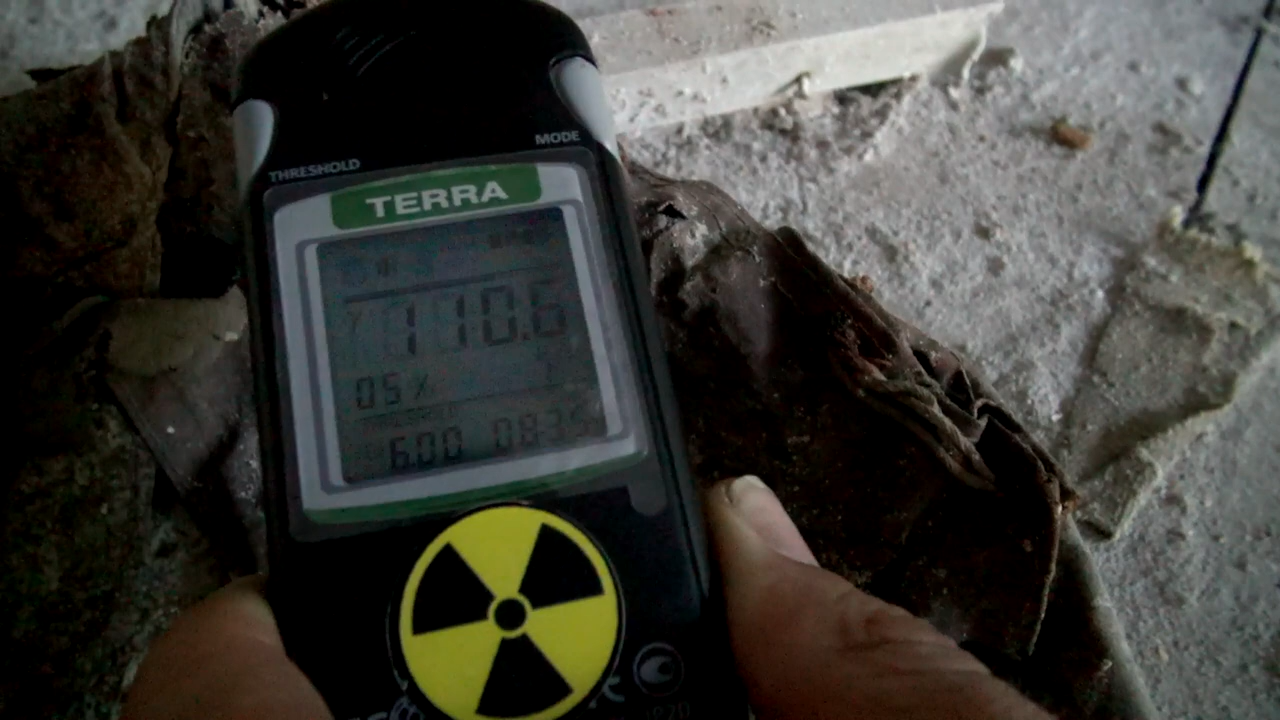 MODE
THRESHOLD
TERRA
γ 110.6
05 %
6.00 08:35